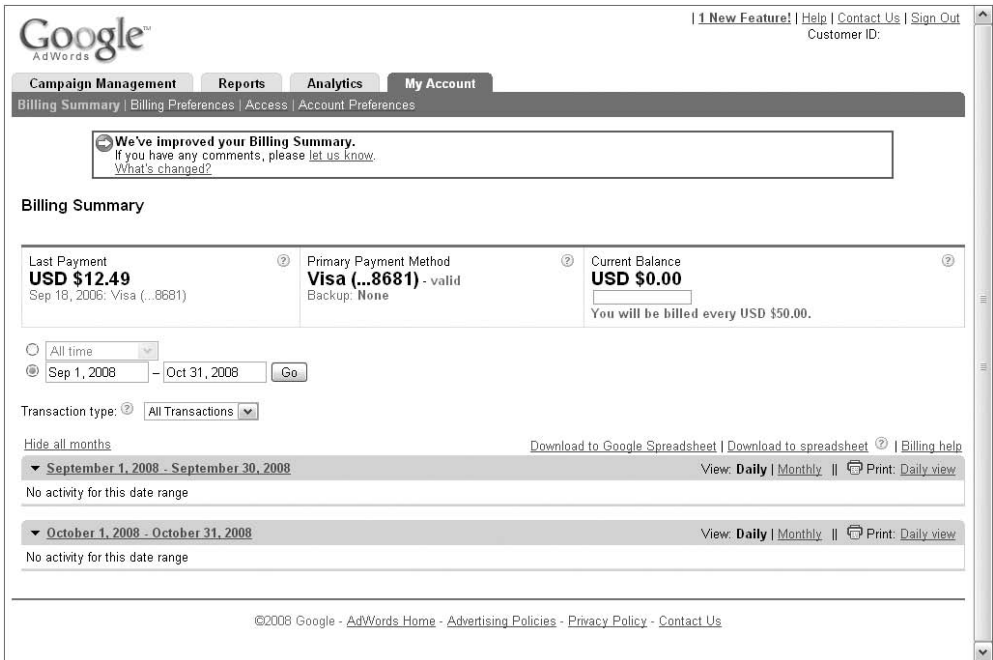 | 1 New Feature! | Help | Contact Us | Sign Out
Customer ID:
Google™
AdWords
Campaign Management Reports Analytics My Account
Billing Summary | Billing Preferences | Access | Account Preferences
We've improved your Billing Summary.
If you have any comments, please let us know.
What's changed?
Billing Summary
Last Payment ? Primary Payment Method ? Current Balance ?
USD $12.49 Visa (...8681) - valid USD $0.00
Sep 18, 2006: Visa (...8681) Backup: None
You will be billed every USD $50.00.
All time
Sep 1, 2008 – Oct 31, 2008 Go
Transaction type: ? All Transactions
Hide all months Download to Google Spreadsheet | Download to spreadsheet ? | Billing help
September 1, 2008 - September 30, 2008 View: Daily | Monthly || Print: Daily view
No activity for this date range
October 1, 2008 - October 31, 2008 View: Daily | Monthly || Print: Daily view
No activity for this date range
©2008 Google - AdWords Home - Advertising Policies - Privacy Policy - Contact Us